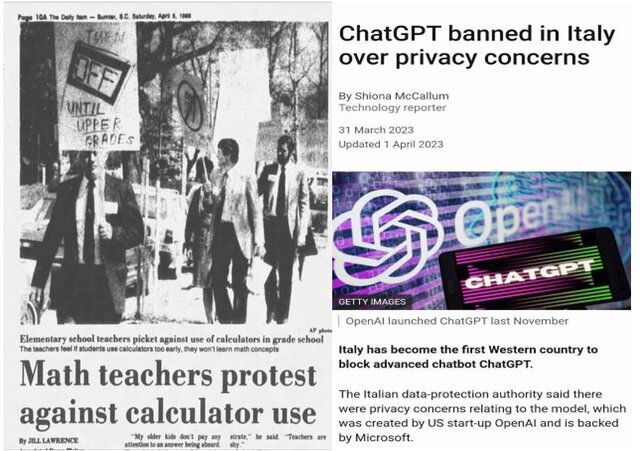 Page 10A — The Daily Item — Sumter, S.C. Saturday, April 5, 1986
TURN
OFF
UNTIL
UPPER
GRADES
AP photo
Elementary school teachers picket against use of calculators in grade school
The teachers feel if students use calculators too early, they won't learn math concepts
Math teachers protest
against calculator use
By JILL LAWRENCE
"My older kids don't pay any
attention to an answer being absurd.
strate," he said. "Teachers are
shy."
ChatGPT banned in Italy
over privacy concerns
By Shiona McCallum
Technology reporter
31 March 2023
Updated 1 April 2023
OpenAI
CHATGPT
GETTY IMAGES
OpenAI launched ChatGPT last November
Italy has become the first Western country to
block advanced chatbot ChatGPT.
The Italian data-protection authority said there
were privacy concerns relating to the model, which
was created by US start-up OpenAI and is backed
by Microsoft.